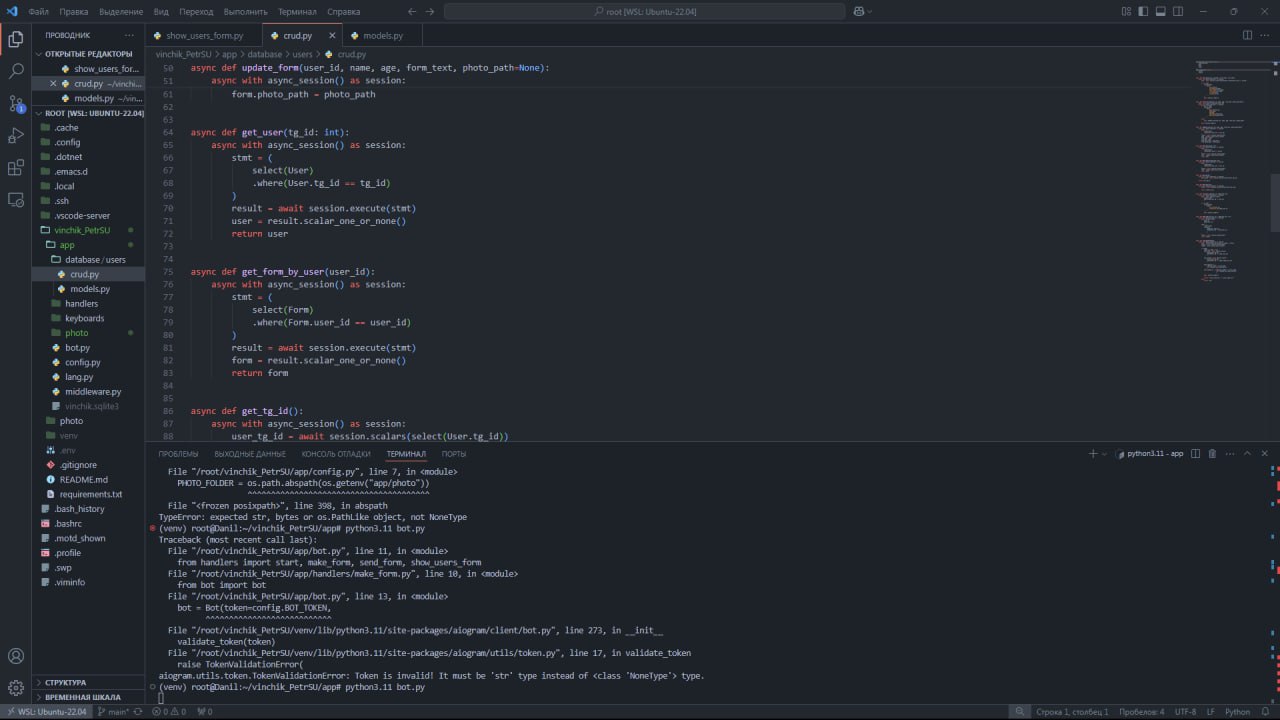 Файл Правка Выделение Вид Переход Выполнить Терминал Справка
root [WSL: Ubuntu-22.04]
ПРОВОДНИК
show_users_form.py crud.py models.py
ОТКРЫТЫЕ РЕДАКТОРЫ
show_users_for...
crud.py ~/vinchi...
models.py ~/vin...
ROOT [WSL: UBUNTU-22.04]
.cache
.config
.dotnet
.emacs.d
.local
.ssh
.vscode-server
vinchik_PetrSU
app
database/users
crud.py
models.py
handlers
keyboards
photo
bot.py
config.py
lang.py
middleware.py
vinchik.sqlite3
photo
venv
.env
.gitignore
README.md
requirements.txt
.bash_history
.bashrc
.motd_shown
.profile
.swp
.viminfo
СТРУКТУРА
ВРЕМЕННАЯ ШКАЛА
vinchik_PetrSU > app > database > users > crud.py
50 async def update_form(user_id, name, age, form_text, photo_path=None):
51 async with async_session() as session:
61 form.photo_path = photo_path
62
63
64 async def get_user(tg_id: int):
65 async with async_session() as session:
66 stmt = (
67 select(User)
68 .where(User.tg_id == tg_id)
69 )
70 result = await session.execute(stmt)
71 user = result.scalar_one_or_none()
72 return user
73
74
75 async def get_form_by_user(user_id):
76 async with async_session() as session:
77 stmt = (
78 select(Form)
79 .where(Form.user_id == user_id)
80 )
81 result = await session.execute(stmt)
82 form = result.scalar_one_or_none()
83 return form
84
85
86 async def get_tg_id():
87 async with async_session() as session:
88 user_tg_id = await session.scalars(select(User.tg_id))
ПРОБЛЕМЫ ВЫХОДНЫЕ ДАННЫЕ КОНСОЛЬ ОТЛАДКИ ТЕРМИНАЛ ПОРТЫ
python3.11 - app
File "/root/vinchik_PetrSU/app/config.py", line 7, in <module>
PHOTO_FOLDER = os.path.abspath(os.getenv("app/photo"))
^^^^^^^^^^^^^^^^^^^^^^^^^^^^^^^^^^^^^^^
File "<frozen posixpath>", line 398, in abspath
TypeError: expected str, bytes or os.PathLike object, not NoneType
(venv) root@Danil:~/vinchik_PetrSU/app# python3.11 bot.py
Traceback (most recent call last):
File "/root/vinchik_PetrSU/app/bot.py", line 11, in <module>
from handlers import start, make_form, send_form, show_users_form
File "/root/vinchik_PetrSU/app/handlers/make_form.py", line 10, in <module>
from bot import bot
File "/root/vinchik_PetrSU/app/bot.py", line 13, in <module>
bot = Bot(token=config.BOT_TOKEN,
^^^^^^^^^^^^^^^^^^^^^^^^^^^
File "/root/vinchik_PetrSU/venv/lib/python3.11/site-packages/aiogram/client/bot.py", line 273, in __init__
validate_token(token)
File "/root/vinchik_PetrSU/venv/lib/python3.11/site-packages/aiogram/utils/token.py", line 17, in validate_token
raise TokenValidationError(
aiogram.utils.token.TokenValidationError: Token is invalid! It must be 'str' type instead of <class 'NoneType'> type.
(venv) root@Danil:~/vinchik_PetrSU/app# python3.11 bot.py
WSL: Ubuntu-22.04 main* 0 0 0 Строка 1, столбец 1 Пробелов: 4 UTF-8 LF Python